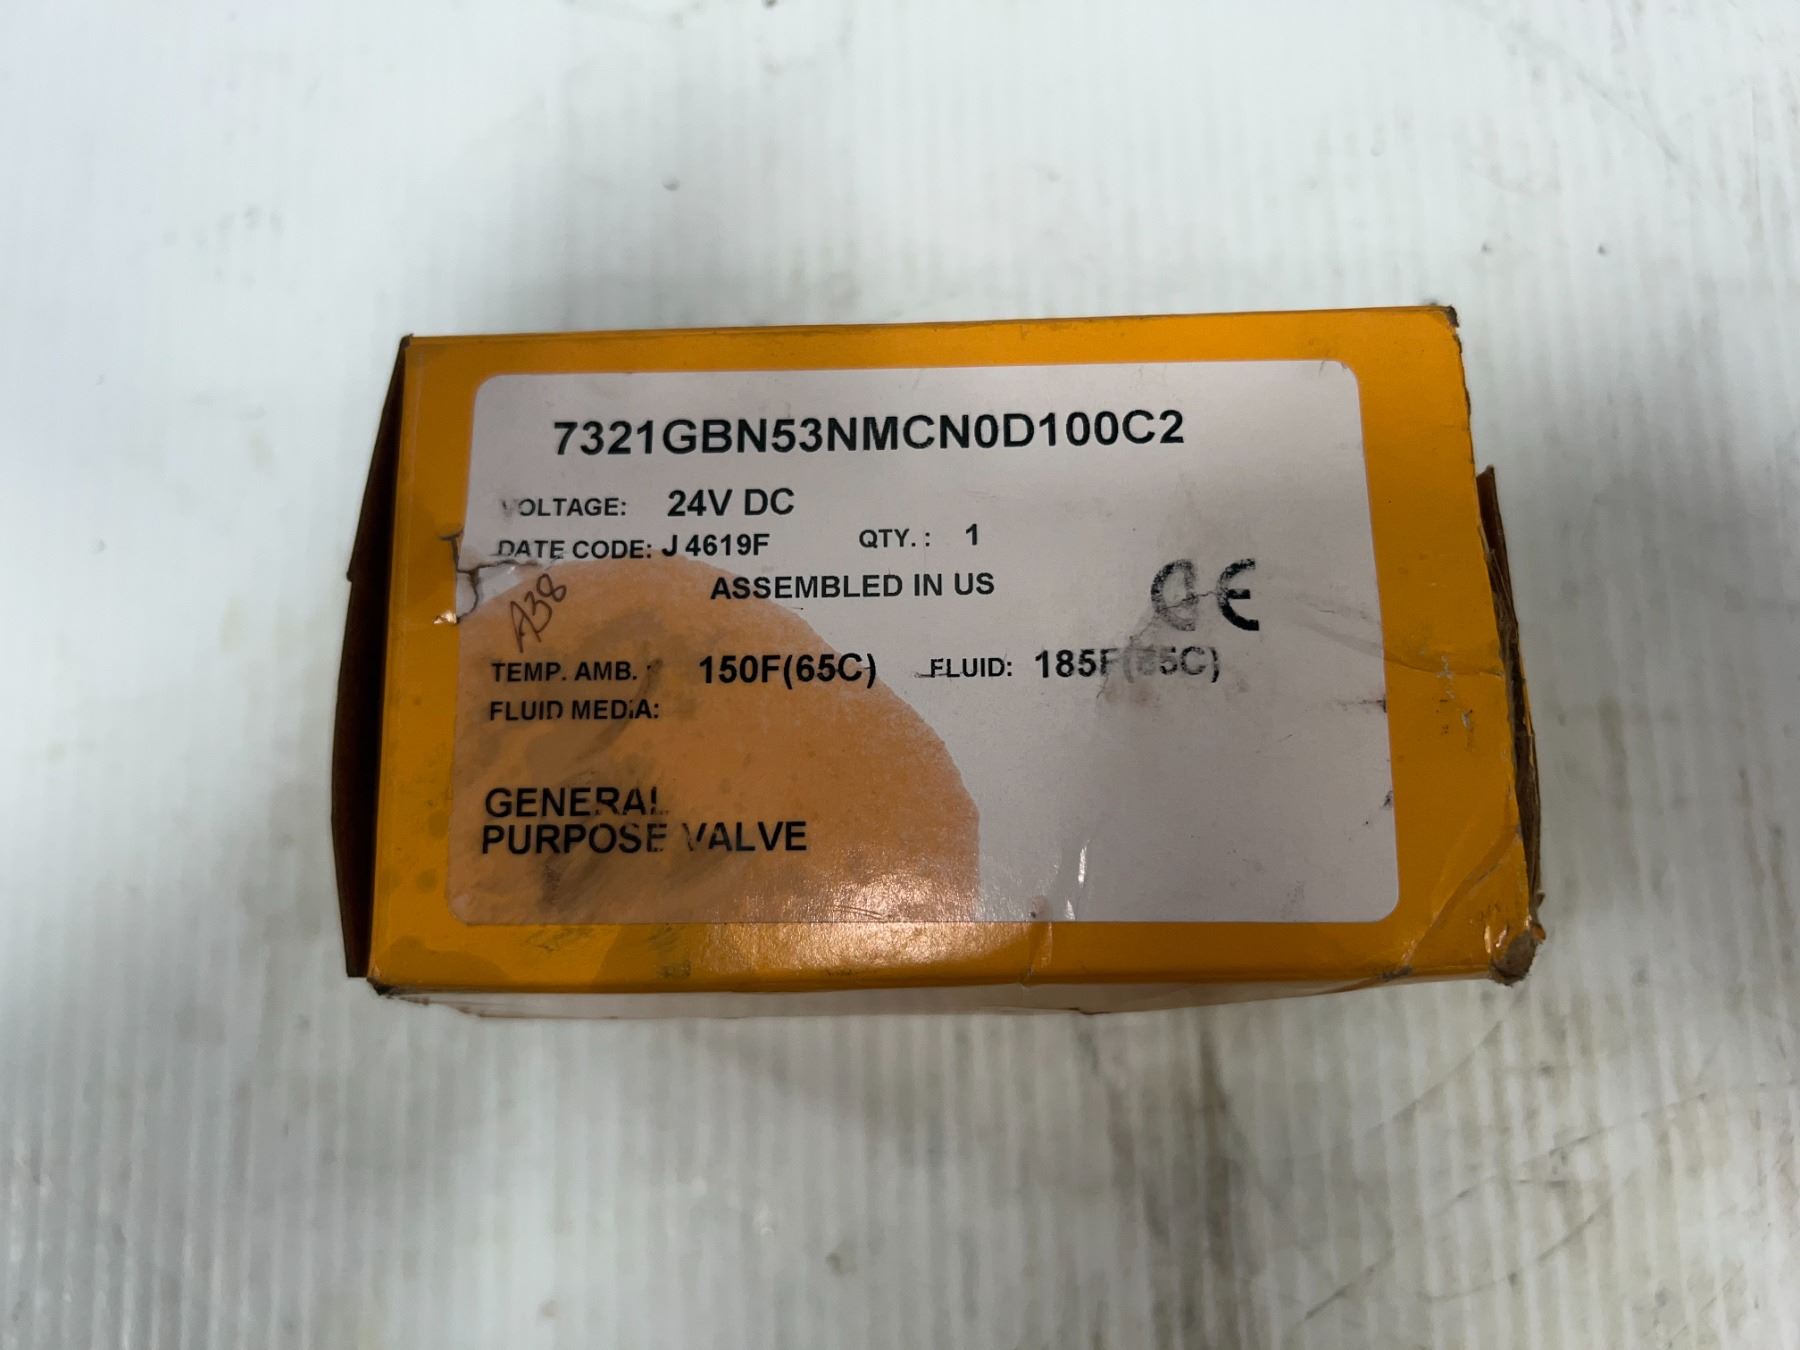 7321GBN53NMCN0D100C2
VOLTAGE: 24V DC
DATE CODE: J 4619F QTY. : 1
ASSEMBLED IN US
CE
A38
TEMP. AMB. : 150F(65C) FLUID: 185F(85C)
FLUID MEDIA:
GENERAL
PURPOSE VALVE